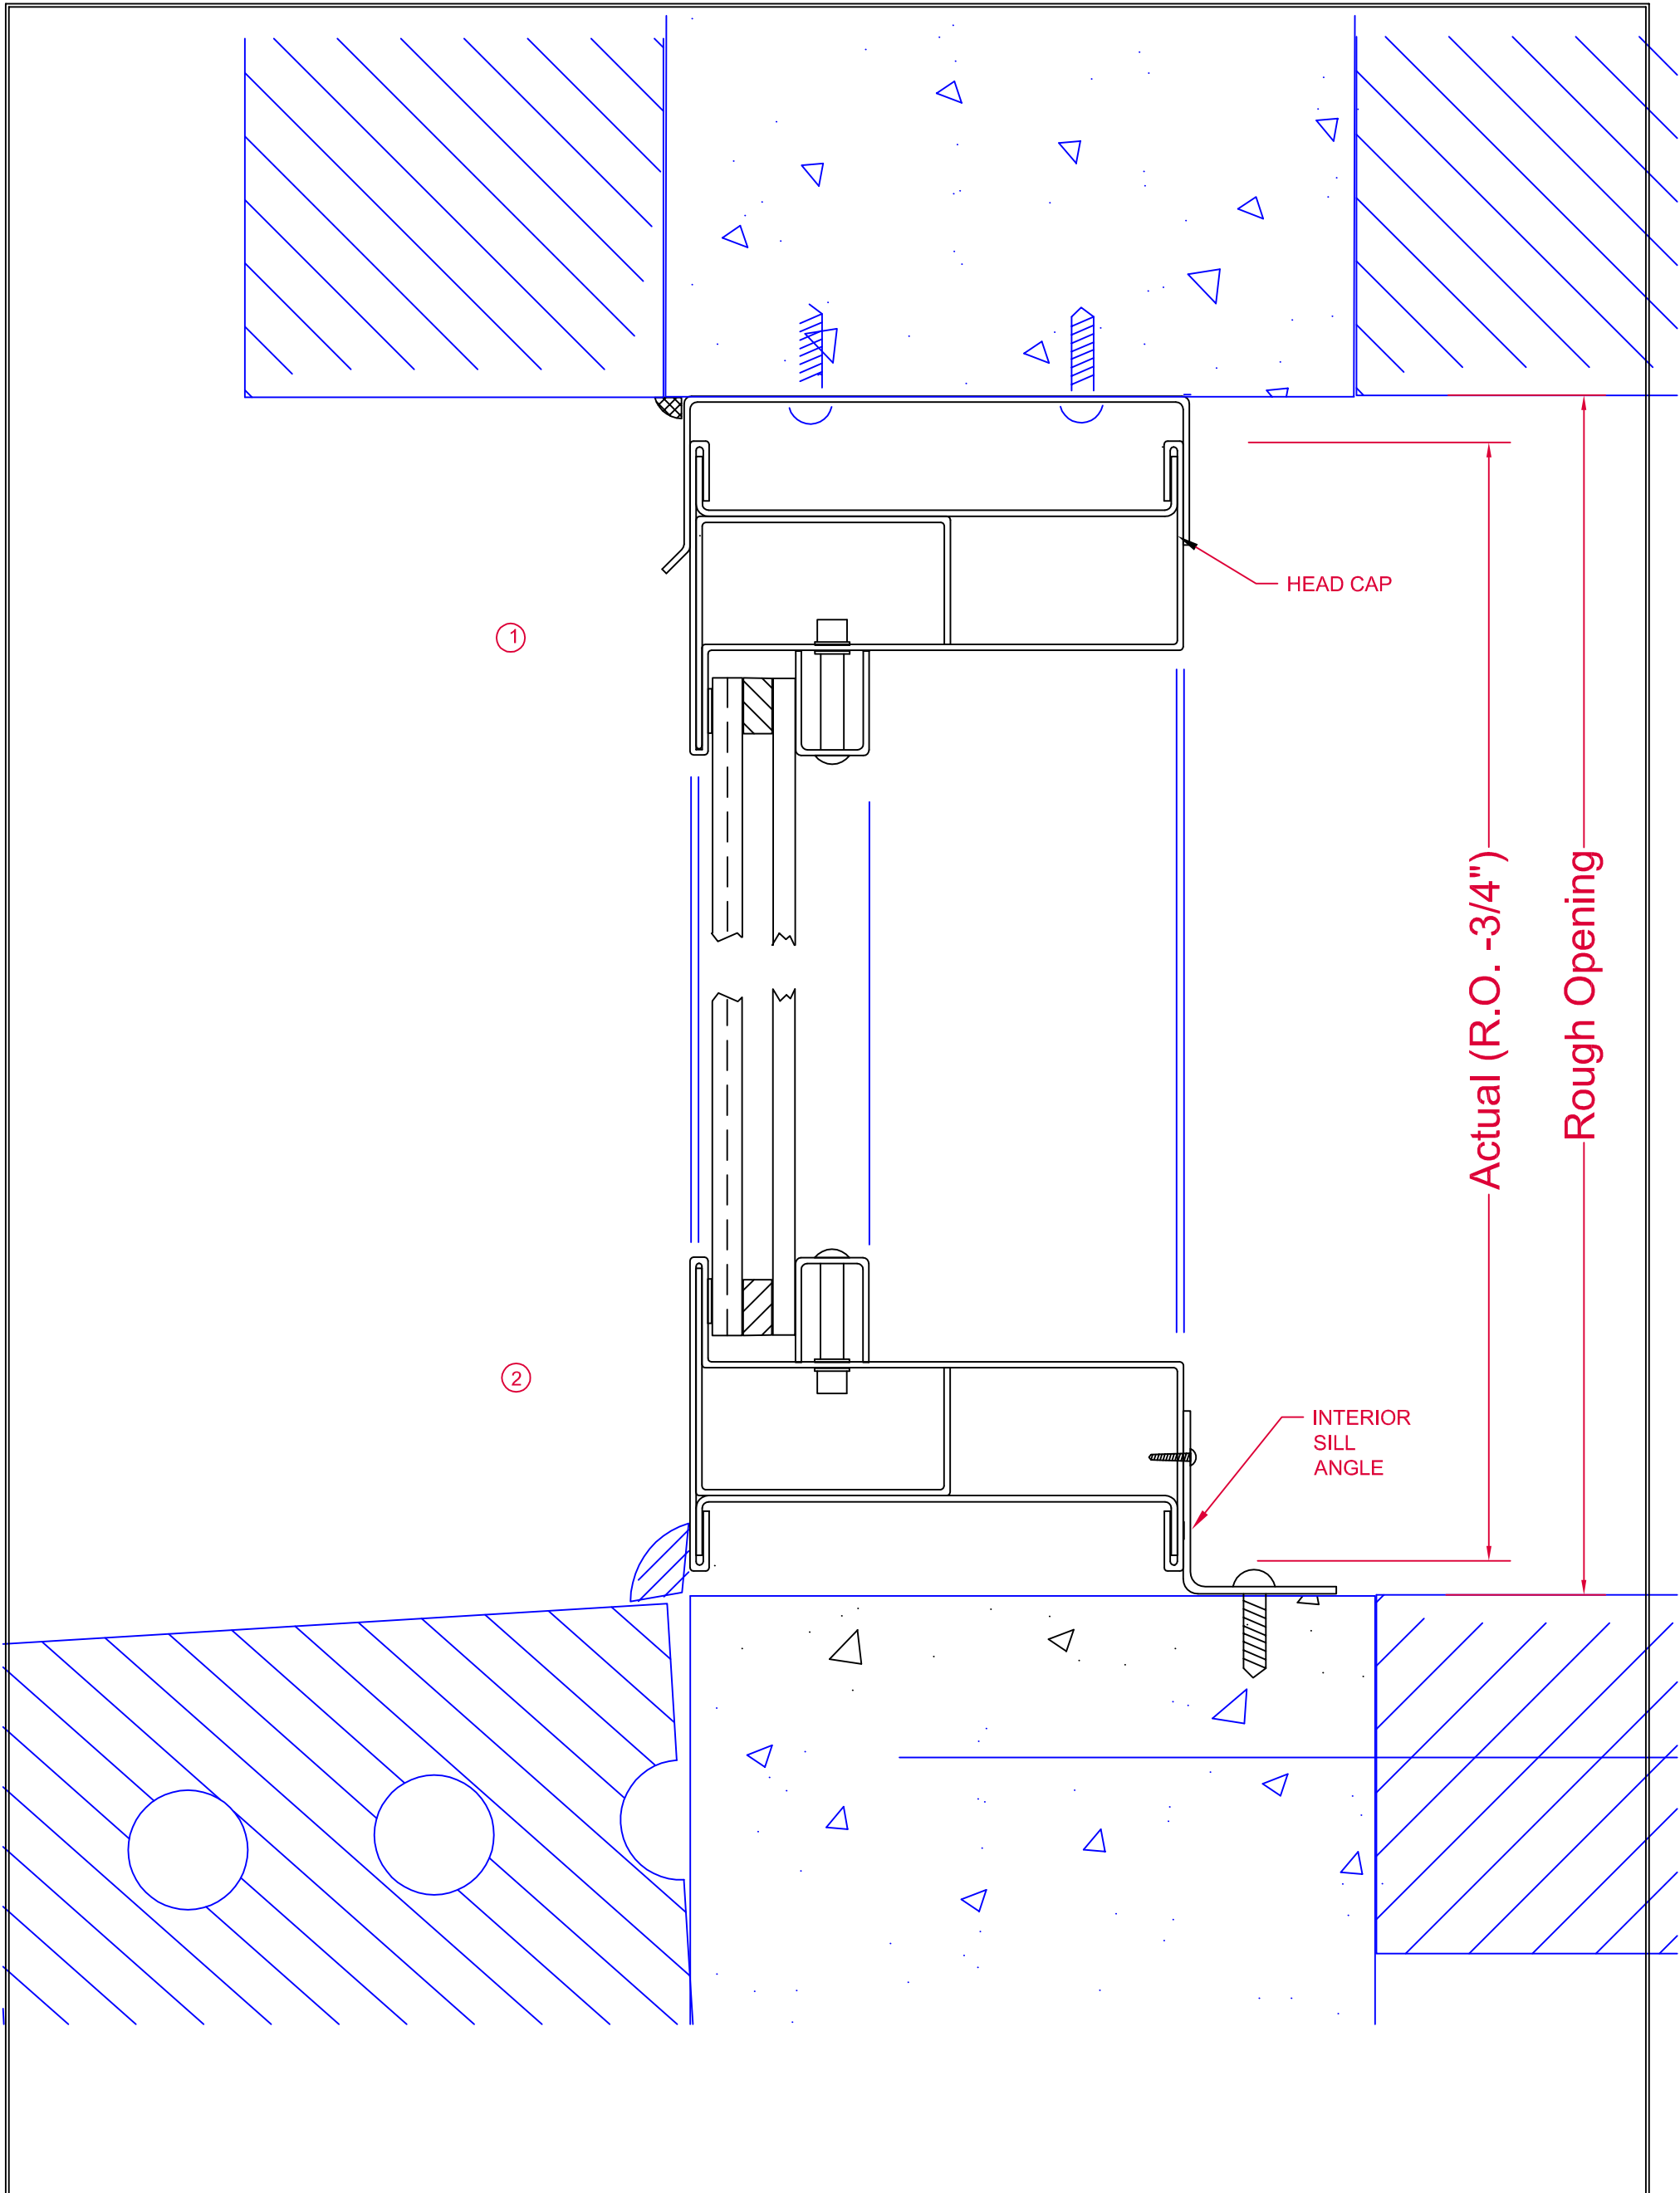 HEAD CAP
1
Actual (R.O. -3/4")
Rough Opening
2
INTERIOR
SILL
ANGLE